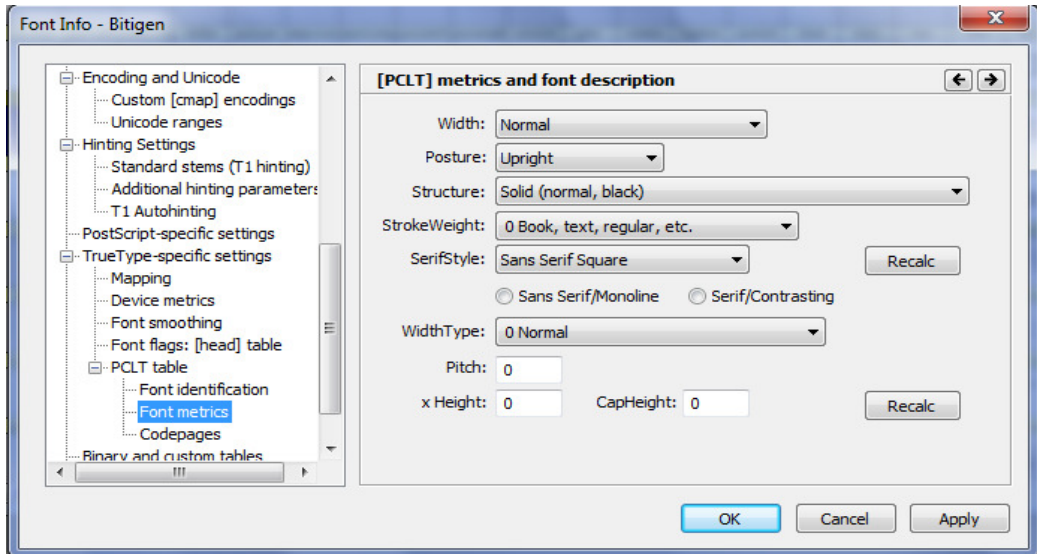 Font Info - Bitigen
Encoding and Unicode
Custom [cmap] encodings
Unicode ranges
Hinting Settings
Standard stems (T1 hinting)
Additional hinting parameters
T1 Autohinting
PostScript-specific settings
TrueType-specific settings
Mapping
Device metrics
Font smoothing
Font flags: [head] table
PCLT table
Font identification
Font metrics
Codepages
Binary and custom tables
[PCLT] metrics and font description
Width: Normal
Posture: Upright
Structure: Solid (normal, black)
StrokeWeight: 0 Book, text, regular, etc.
SerifStyle: Sans Serif Square Recalc
Sans Serif/Monoline Serif/Contrasting
WidthType: 0 Normal
Pitch: 0
x Height: 0 CapHeight: 0 Recalc
OK Cancel Apply